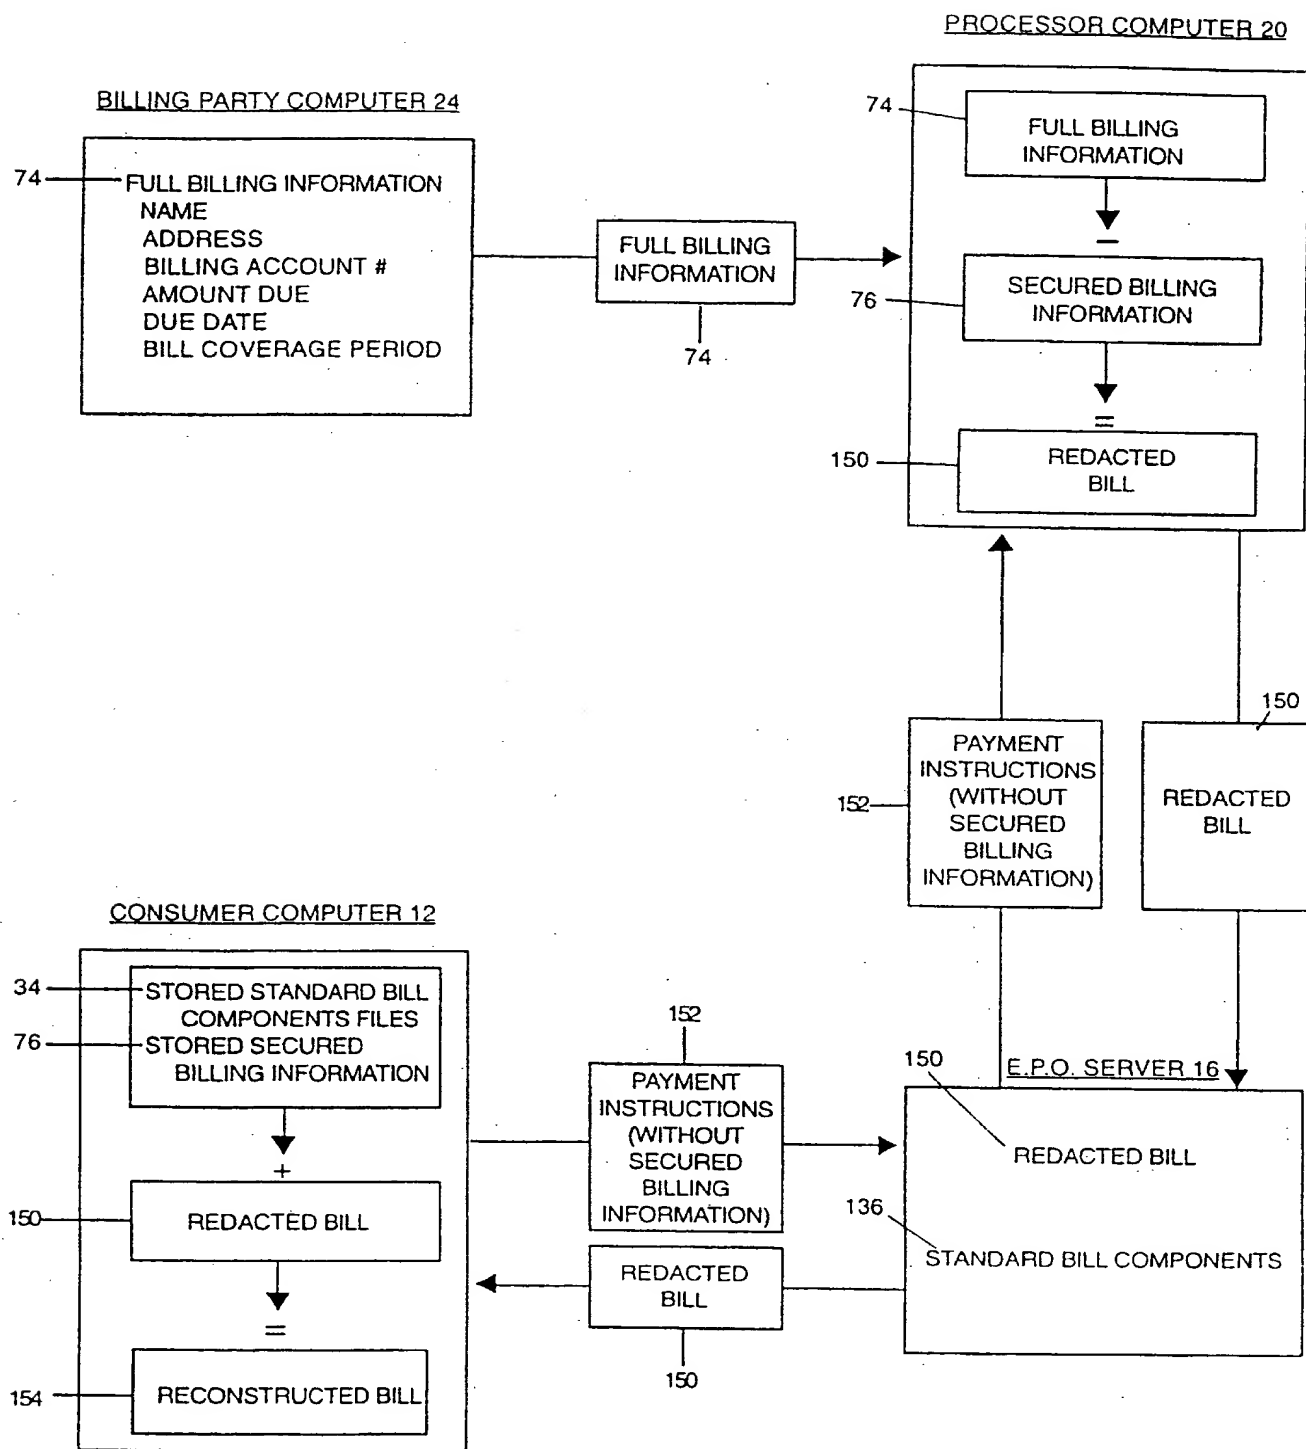 PROCESSOR COMPUTER 20
BILLING PARTY COMPUTER 24
74
FULL BILLING INFORMATION
NAME
ADDRESS
BILLING ACCOUNT #
AMOUNT DUE
DUE DATE
BILL COVERAGE PERIOD
FULL BILLING
INFORMATION
74
74
FULL BILLING
INFORMATION
−
76
SECURED BILLING
INFORMATION
=
150
REDACTED
BILL
152
PAYMENT
INSTRUCTIONS
(WITHOUT
SECURED
BILLING
INFORMATION)
150
REDACTED
BILL
CONSUMER COMPUTER 12
34
STORED STANDARD BILL
COMPONENTS FILES
76
STORED SECURED
BILLING INFORMATION
+
150
REDACTED BILL
=
154
RECONSTRUCTED BILL
152
PAYMENT
INSTRUCTIONS
(WITHOUT
SECURED
BILLING
INFORMATION)
REDACTED
BILL
150
E.P.O. SERVER 16
150
REDACTED BILL
136
STANDARD BILL COMPONENTS